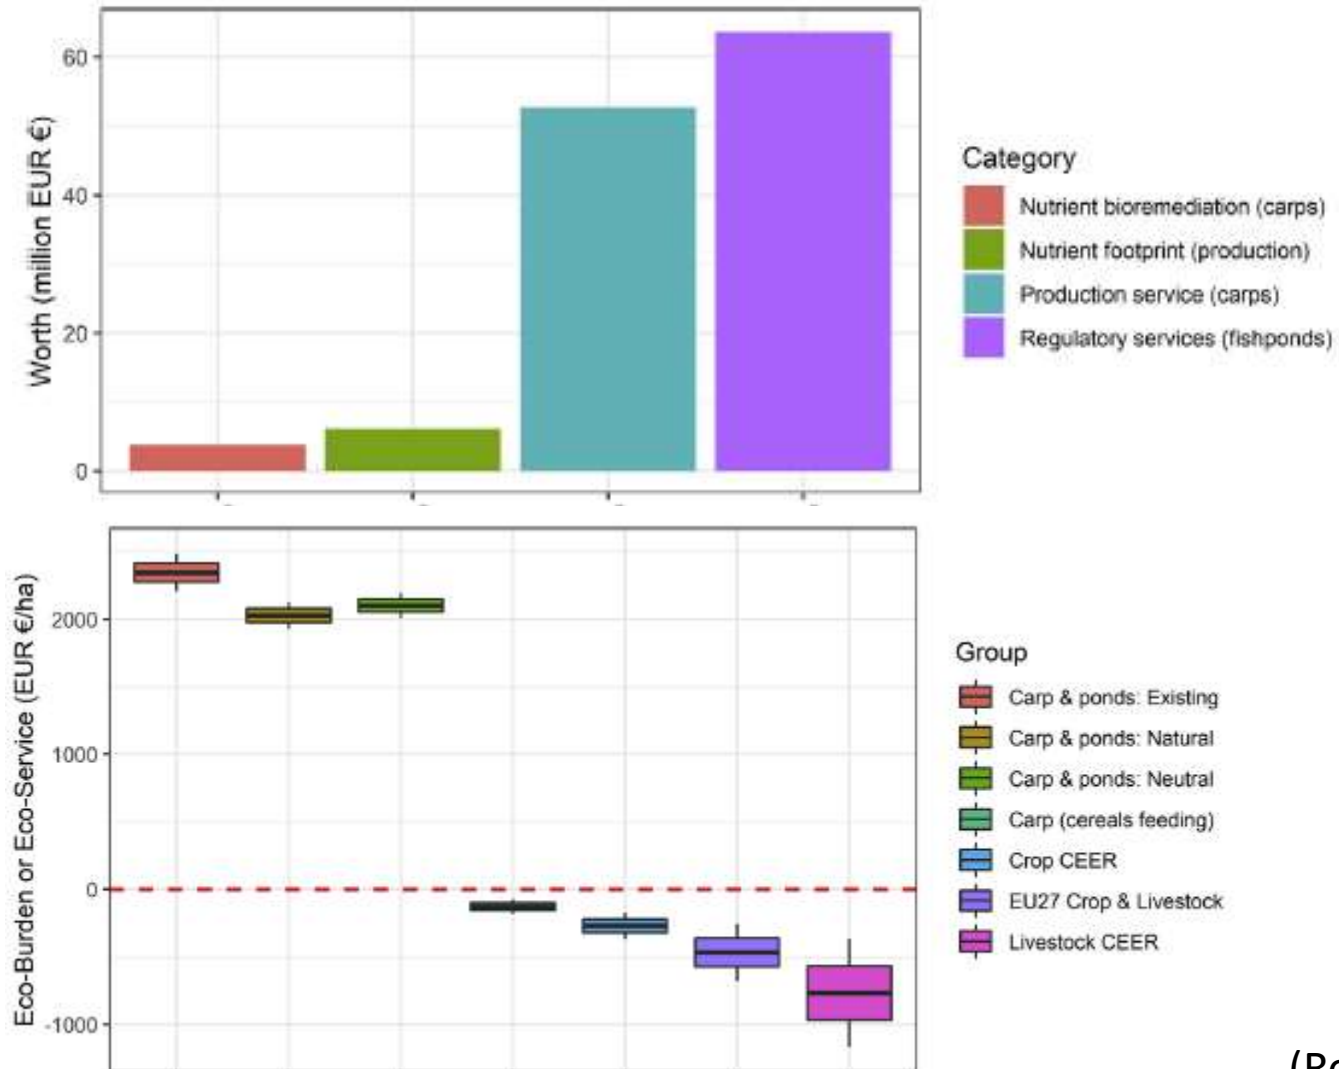 Worth (million EUR €)
60
40
20
0
Category
Nutrient bioremediation (carps)
Nutrient footprint (production)
Production service (carps)
Regulatory services (fishponds)
Eco-Burden or Eco-Service (EUR €/ha)
2000
1000
0
-1000
Group
Carp & ponds: Existing
Carp & ponds: Natural
Carp & ponds: Neutral
Carp (cereals feeding)
Crop CEER
EU27 Crop & Livestock
Livestock CEER